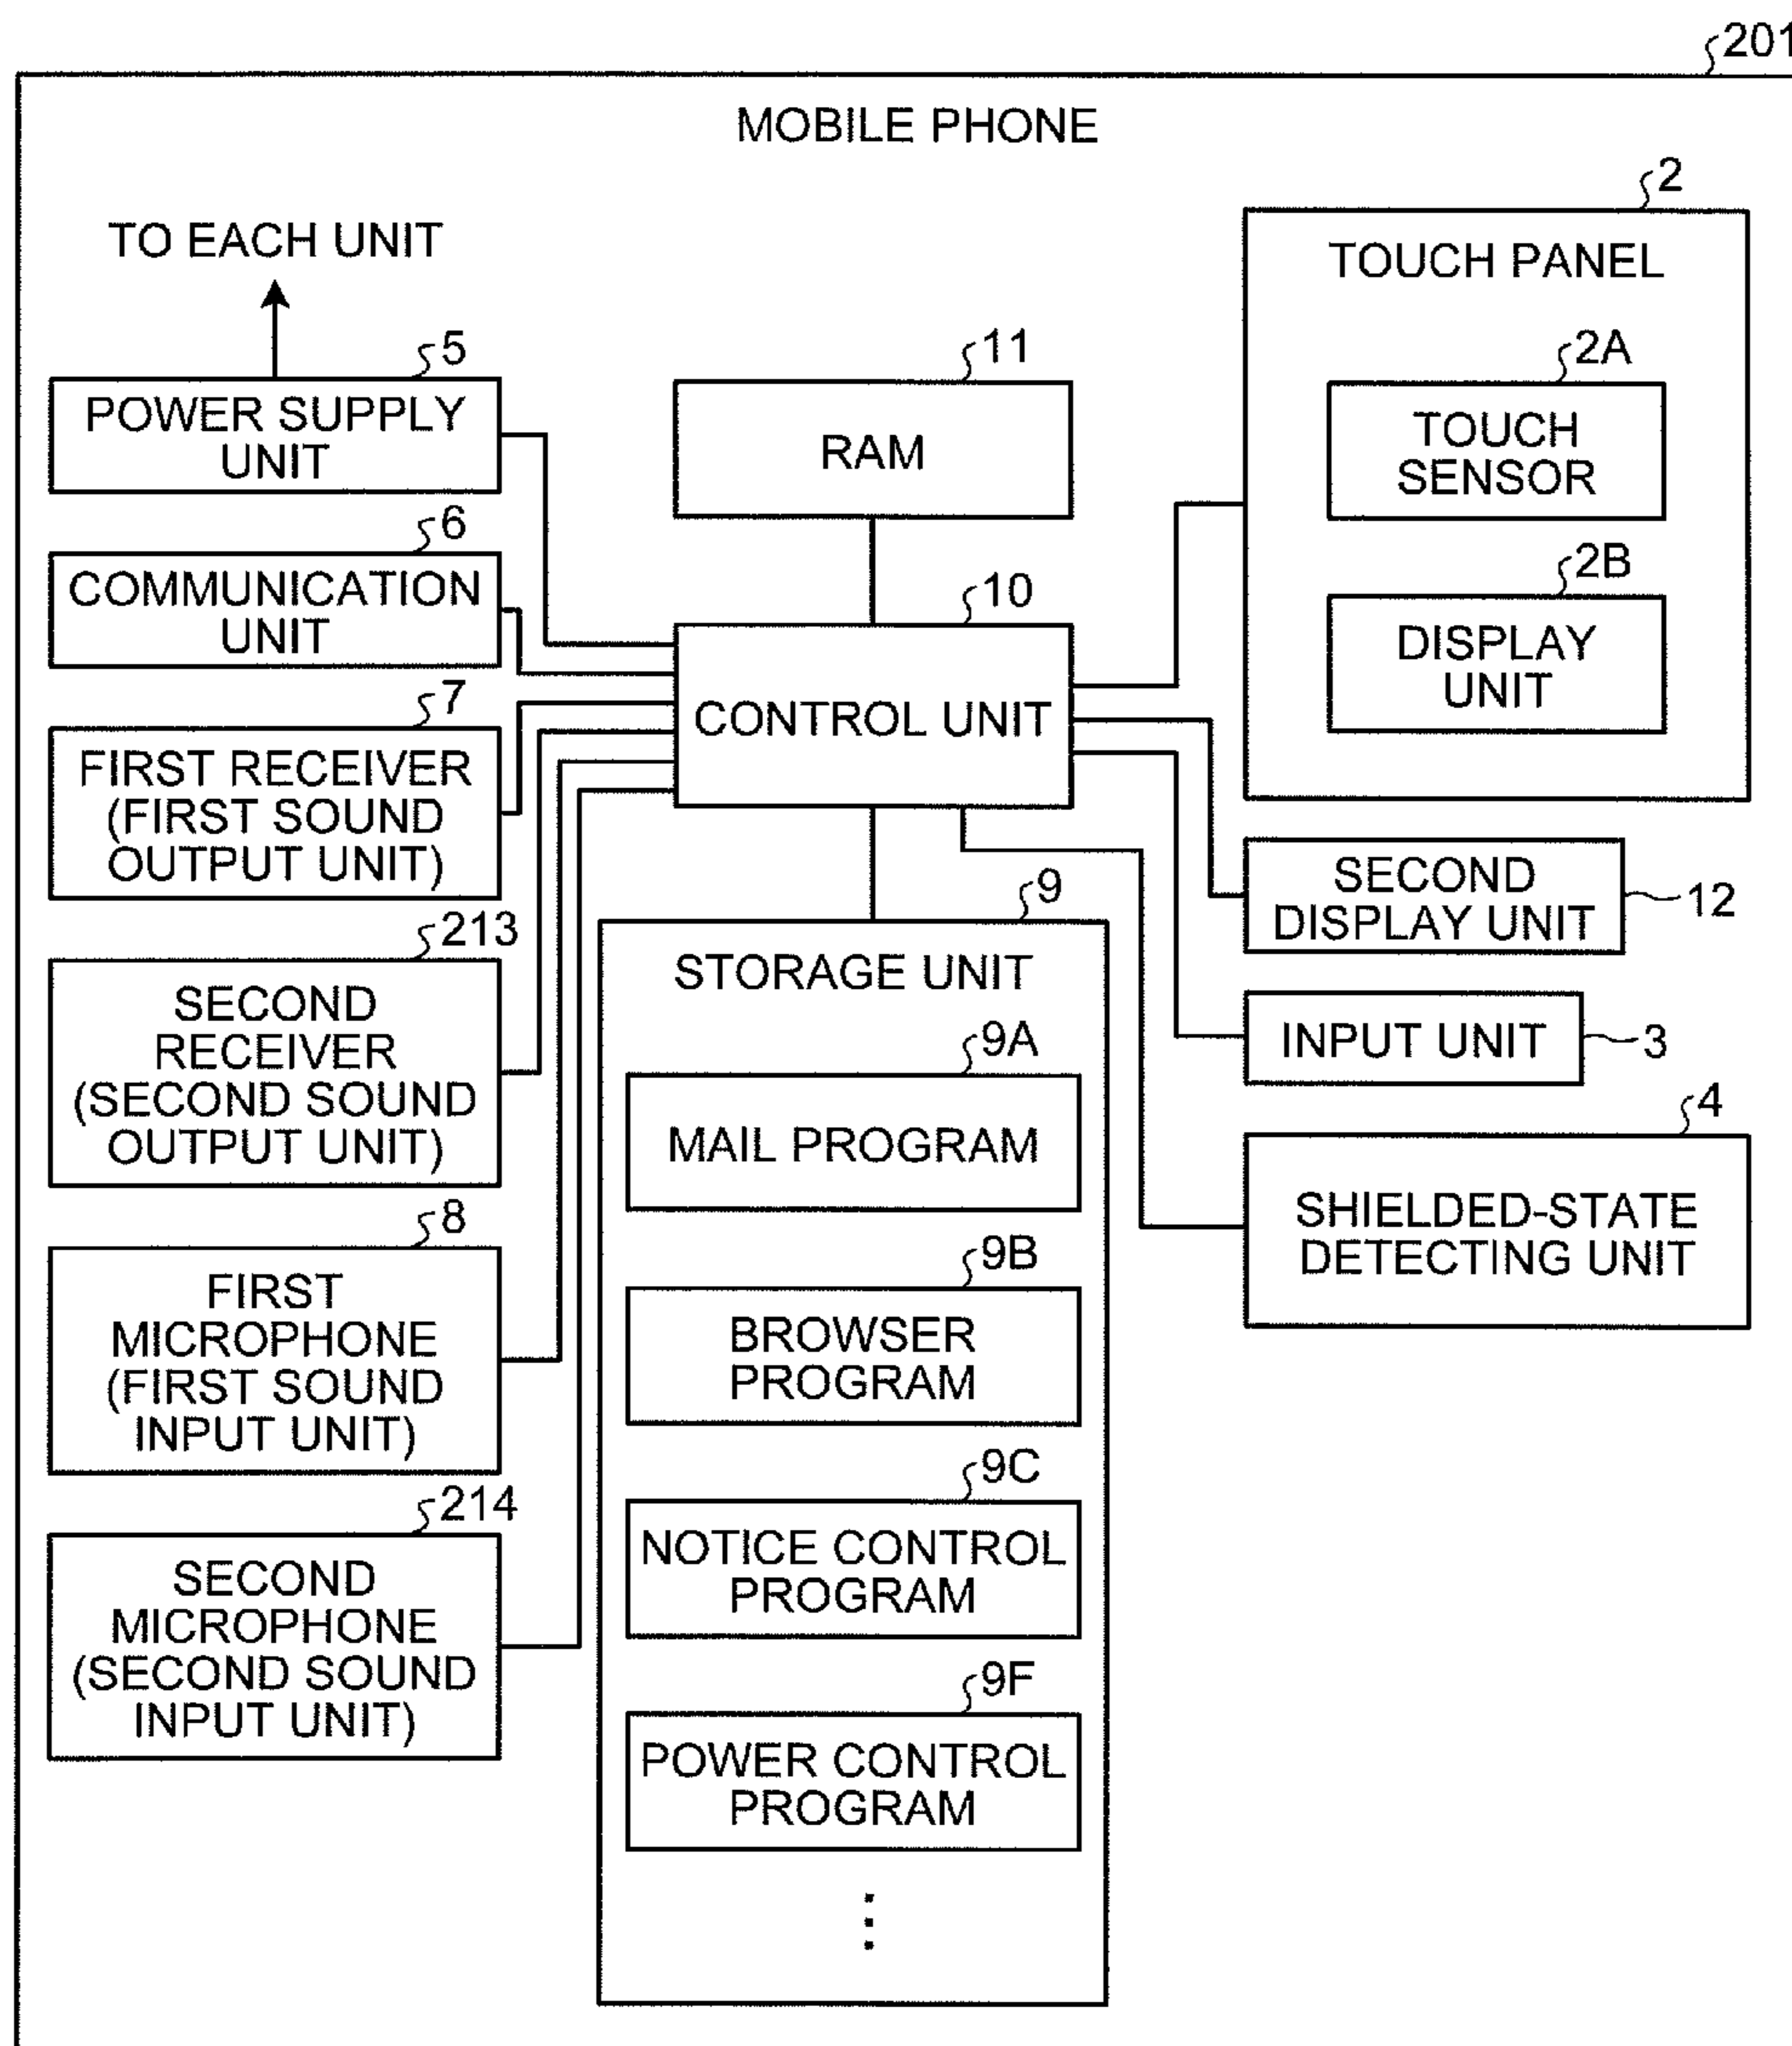 201
MOBILE PHONE
TO EACH UNIT
5
POWER SUPPLY
UNIT
6
COMMUNICATION
UNIT
7
FIRST RECEIVER
(FIRST SOUND
OUTPUT UNIT)
213
SECOND
RECEIVER
(SECOND SOUND
OUTPUT UNIT)
8
FIRST
MICROPHONE
(FIRST SOUND
INPUT UNIT)
214
SECOND
MICROPHONE
(SECOND SOUND
INPUT UNIT)
11
RAM
10
CONTROL UNIT
9
STORAGE UNIT
9A
MAIL PROGRAM
9B
BROWSER
PROGRAM
9C
NOTICE CONTROL
PROGRAM
9F
POWER CONTROL
PROGRAM
2
TOUCH PANEL
2A
TOUCH
SENSOR
2B
DISPLAY
UNIT
SECOND
DISPLAY UNIT
12
INPUT UNIT
3
4
SHIELDED-STATE
DETECTING UNIT